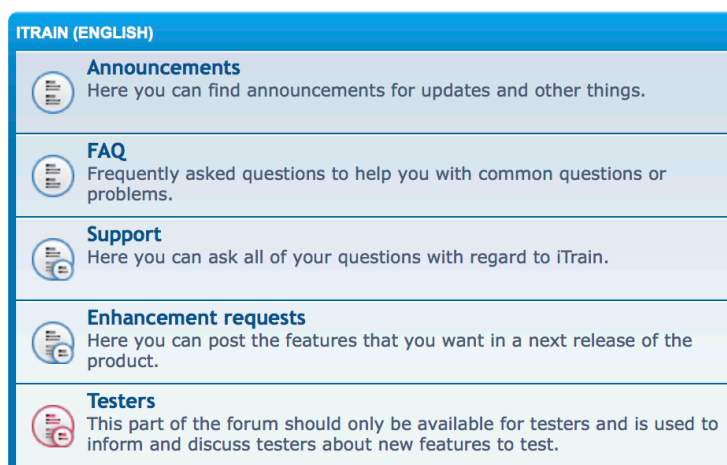 ITRAIN (ENGLISH)
Announcements
Here you can find announcements for updates and other things.
FAQ
Frequently asked questions to help you with common questions or
problems.
Support
Here you can ask all of your questions with regard to iTrain.
Enhancement requests
Here you can post the features that you want in a next release of the
product.
Testers
This part of the forum should only be available for testers and is used to
inform and discuss testers about new features to test.